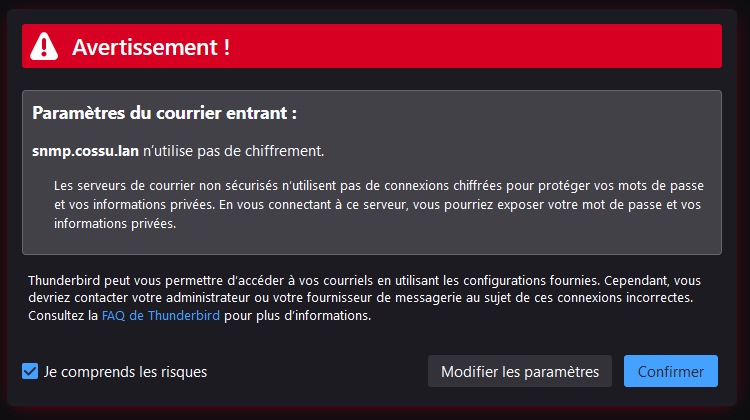 Avertissement !
Paramètres du courrier entrant :
snmp.cossu.lan n’utilise pas de chiffrement.
Les serveurs de courrier non sécurisés n’utilisent pas de connexions chiffrées pour protéger vos mots de passe
et vos informations privées. En vous connectant à ce serveur, vous pourriez exposer votre mot de passe et vos
informations privées.
Thunderbird peut vous permettre d’accéder à vos courriels en utilisant les configurations fournies. Cependant, vous
devriez contacter votre administrateur ou votre fournisseur de messagerie au sujet de ces connexions incorrectes.
Consultez la FAQ de Thunderbird pour plus d’informations.
Je comprends les risques
Modifier les paramètres
Confirmer